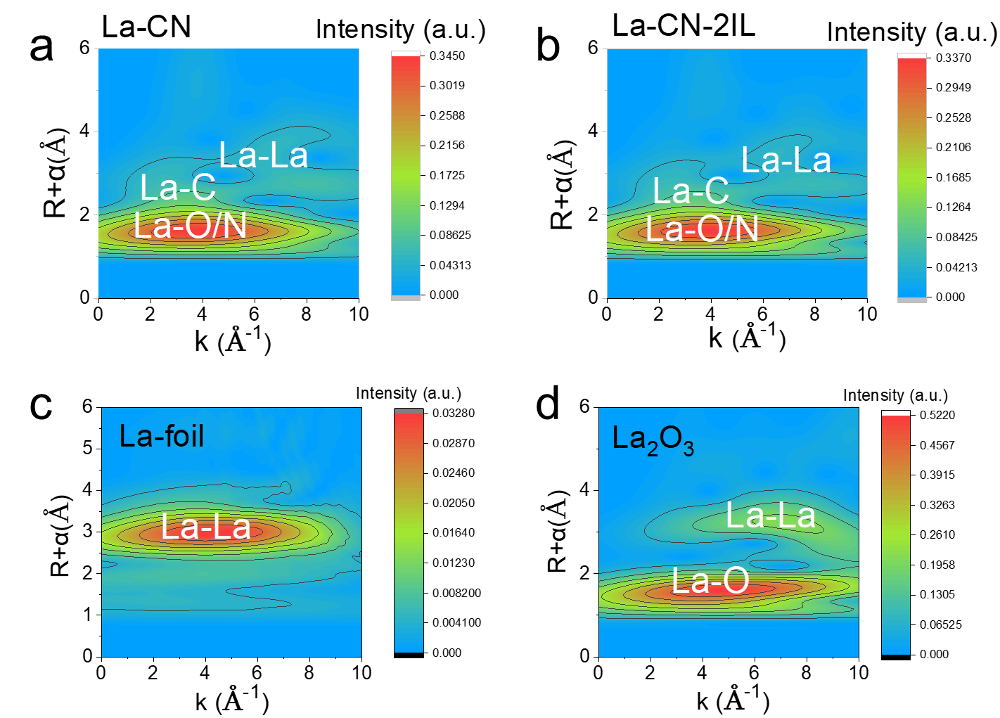 a
La-CN
Intensity (a.u.)
6
4
2
0
R+α(Å)
La-La
La-C
La-O/N
0 2 4 6 8 10
k (Å⁻¹)
0.3450
0.3019
0.2588
0.2156
0.1725
0.1294
0.08625
0.04313
0.000
b
La-CN-2IL
Intensity (a.u.)
6
4
2
0
R+α(Å)
La-La
La-C
La-O/N
0 2 4 6 8 10
k (Å⁻¹)
0.3370
0.2949
0.2528
0.2106
0.1685
0.1264
0.08425
0.04213
0.000
c
Intensity (a.u.)
La-foil
6
5
4
3
2
1
0
R+α(Å)
La-La
0 2 4 6 8 10
k (Å⁻¹)
0.03280
0.02870
0.02460
0.02050
0.01640
0.01230
0.008200
0.004100
0.000
d
Intensity (a.u.)
La₂O₃
6
4
2
0
R+α(Å)
La-La
La-O
0 2 4 6 8 10
k (Å⁻¹)
0.5220
0.4567
0.3915
0.3263
0.2610
0.1958
0.1305
0.06525
0.000